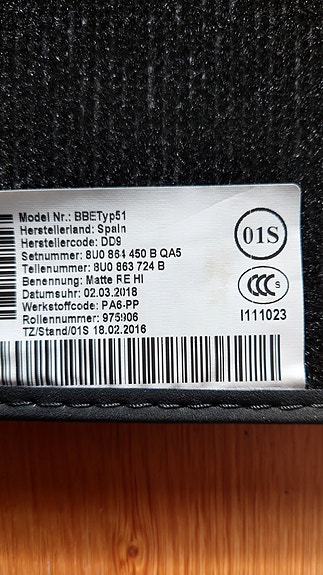 Model Nr.: BBETyp51
Herstellerland: Spain
Herstellercode: DD9
Setnummer: 8U0 864 450 B QA5
Teilenummer: 8U0 863 724 B
Benennung: Matte RE HI
Datumsuhr: 02.03.2018
Werkstoffcode: PA6-PP
Rollennummer: 975906
TZ/Stand/01S 18.02.2016
01S
CCC S
I111023